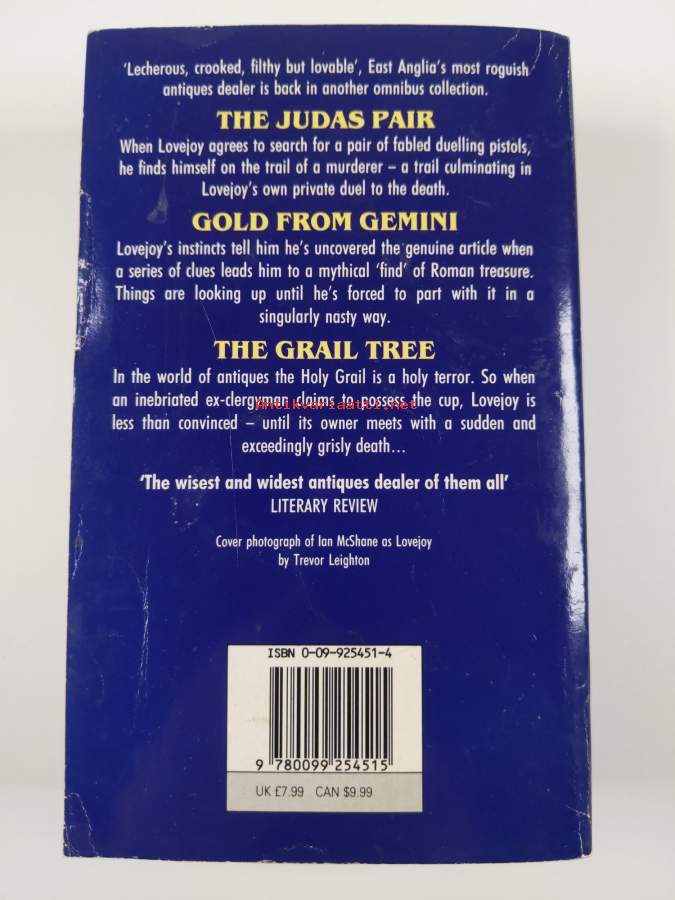 'Lecherous, crooked, filthy but lovable', East Anglia's most roguish
antiques dealer is back in another omnibus collection.
THE JUDAS PAIR
When Lovejoy agrees to search for a pair of fabled duelling pistols,
he finds himself on the trail of a murderer – a trail culminating in
Lovejoy's own private duel to the death.
GOLD FROM GEMINI
Lovejoy's instincts tell him he's uncovered the genuine article when
a series of clues leads him to a mythical 'find' of Roman treasure.
Things are looking up until he's forced to part with it in a
singularly nasty way.
THE GRAIL TREE
In the world of antiques the Holy Grail is a holy terror. So when
an inebriated ex-clergyman claims to possess the cup, Lovejoy is
Antikvariaatti.net
less than convinced – until its owner meets with a sudden and
exceedingly grisly death...
'The wisest and widest antiques dealer of them all'
LITERARY REVIEW
Cover photograph of Ian McShane as Lovejoy
by Trevor Leighton
ISBN 0-09-925451-4
9 780099 254515
UK £7.99 CAN $9.99